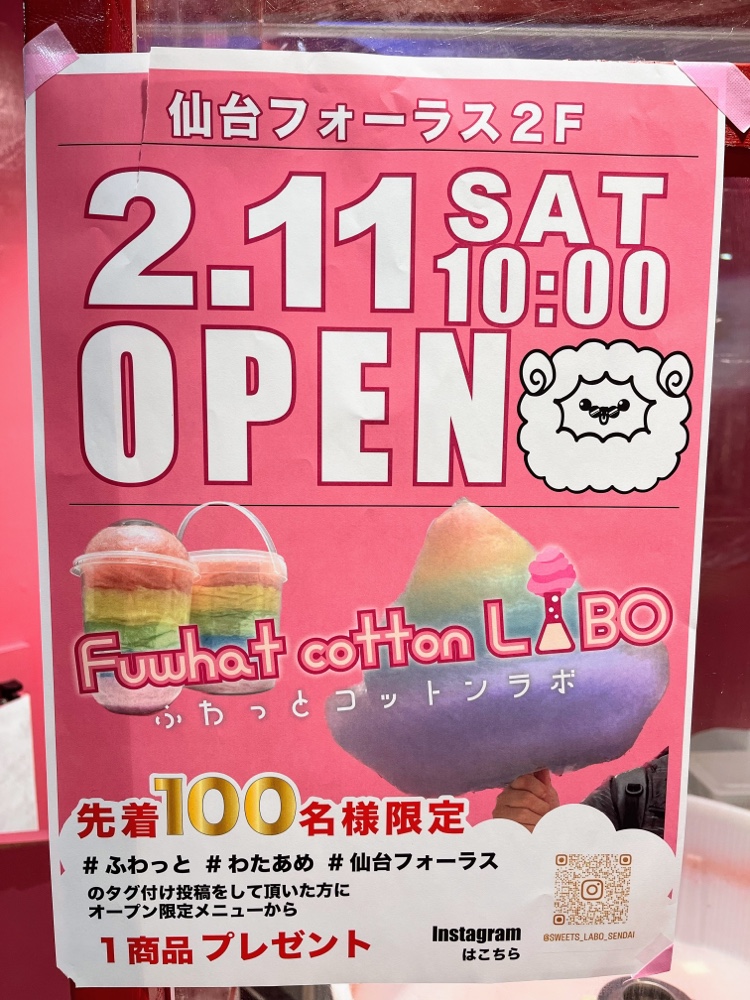 仙台フォーラス2F
2.11 SAT
10:00
OPEN
Fuwhat cotton LABO
ふわっとコットンラボ
先着100名様限定
#ふわっと #わたあめ #仙台フォーラス
のタグ付け投稿をして頂いた方に
オープン限定メニューから
1商品プレゼント
Instagram
はこちら
@SWEETS_LABO_SENDAI